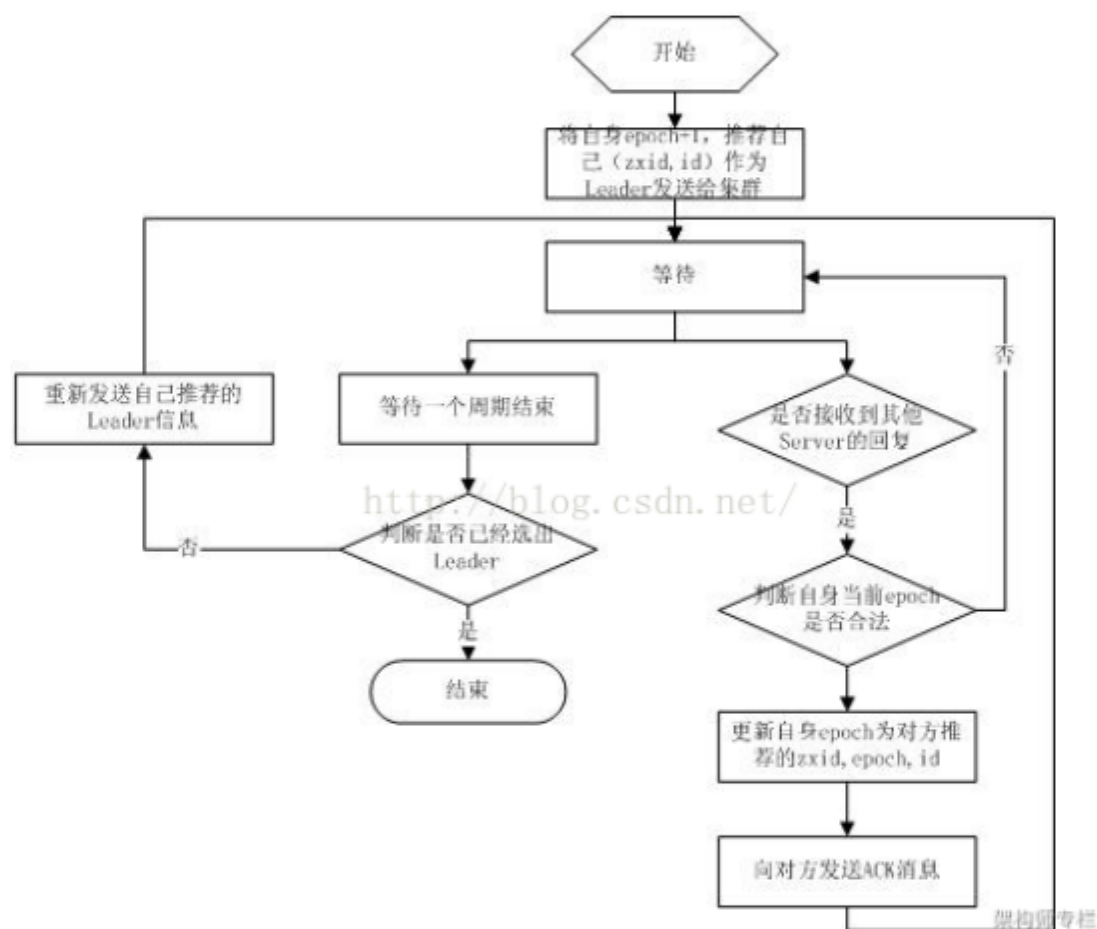 开始
将自身epoch+1，推荐自
己（zxid,id）作为
Leader发送给集群
等待
否
重新发送自己推荐的
Leader信息
等待一个周期结束
是否接收到其他
Server的回复
http://blog.csdn.net/
是
判断是否已经选出
Leader
否
判断自身当前epoch
是否合法
是
结束
更新自身epoch为对方推
荐的zxid,epoch,id
向对方发送ACK消息
架构师专栏